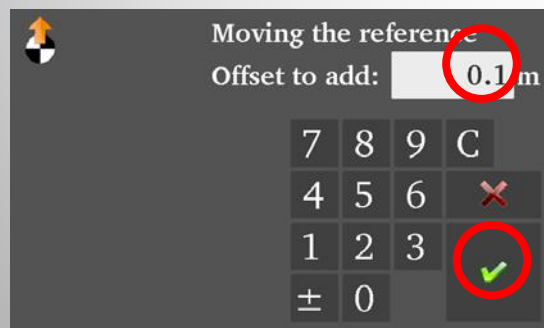 Moving the reference
Offset to add: 0.1 m
7 8 9 C
4 5 6
1 2 3
± 0